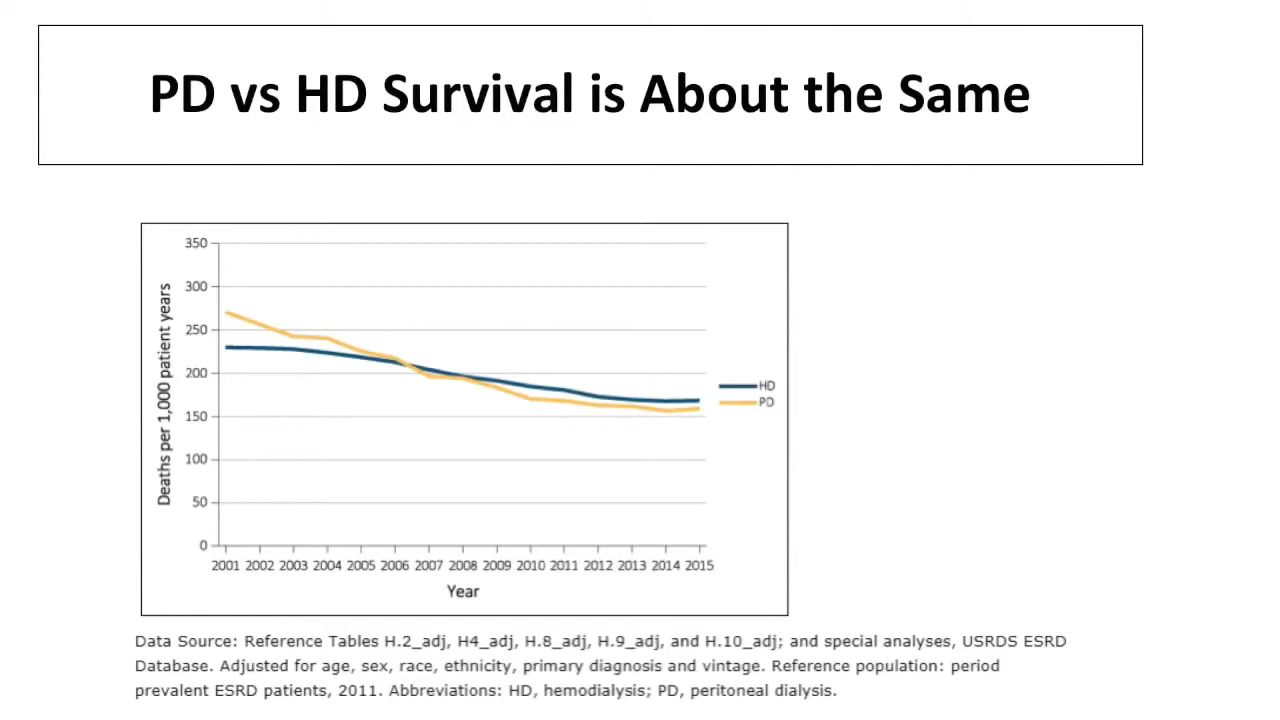 PD vs HD Survival is About the Same
350
300
250
200
150
100
50
0
Deaths per 1,000 patient years
HD
PD
2001 2002 2003 2004 2005 2006 2007 2008 2009 2010 2011 2012 2013 2014 2015
Year
Data Source: Reference Tables H.2_adj, H4_adj, H.8_adj, H.9_adj, and H.10_adj; and special analyses, USRDS ESRD
Database. Adjusted for age, sex, race, ethnicity, primary diagnosis and vintage. Reference population: period
prevalent ESRD patients, 2011. Abbreviations: HD, hemodialysis; PD, peritoneal dialysis.